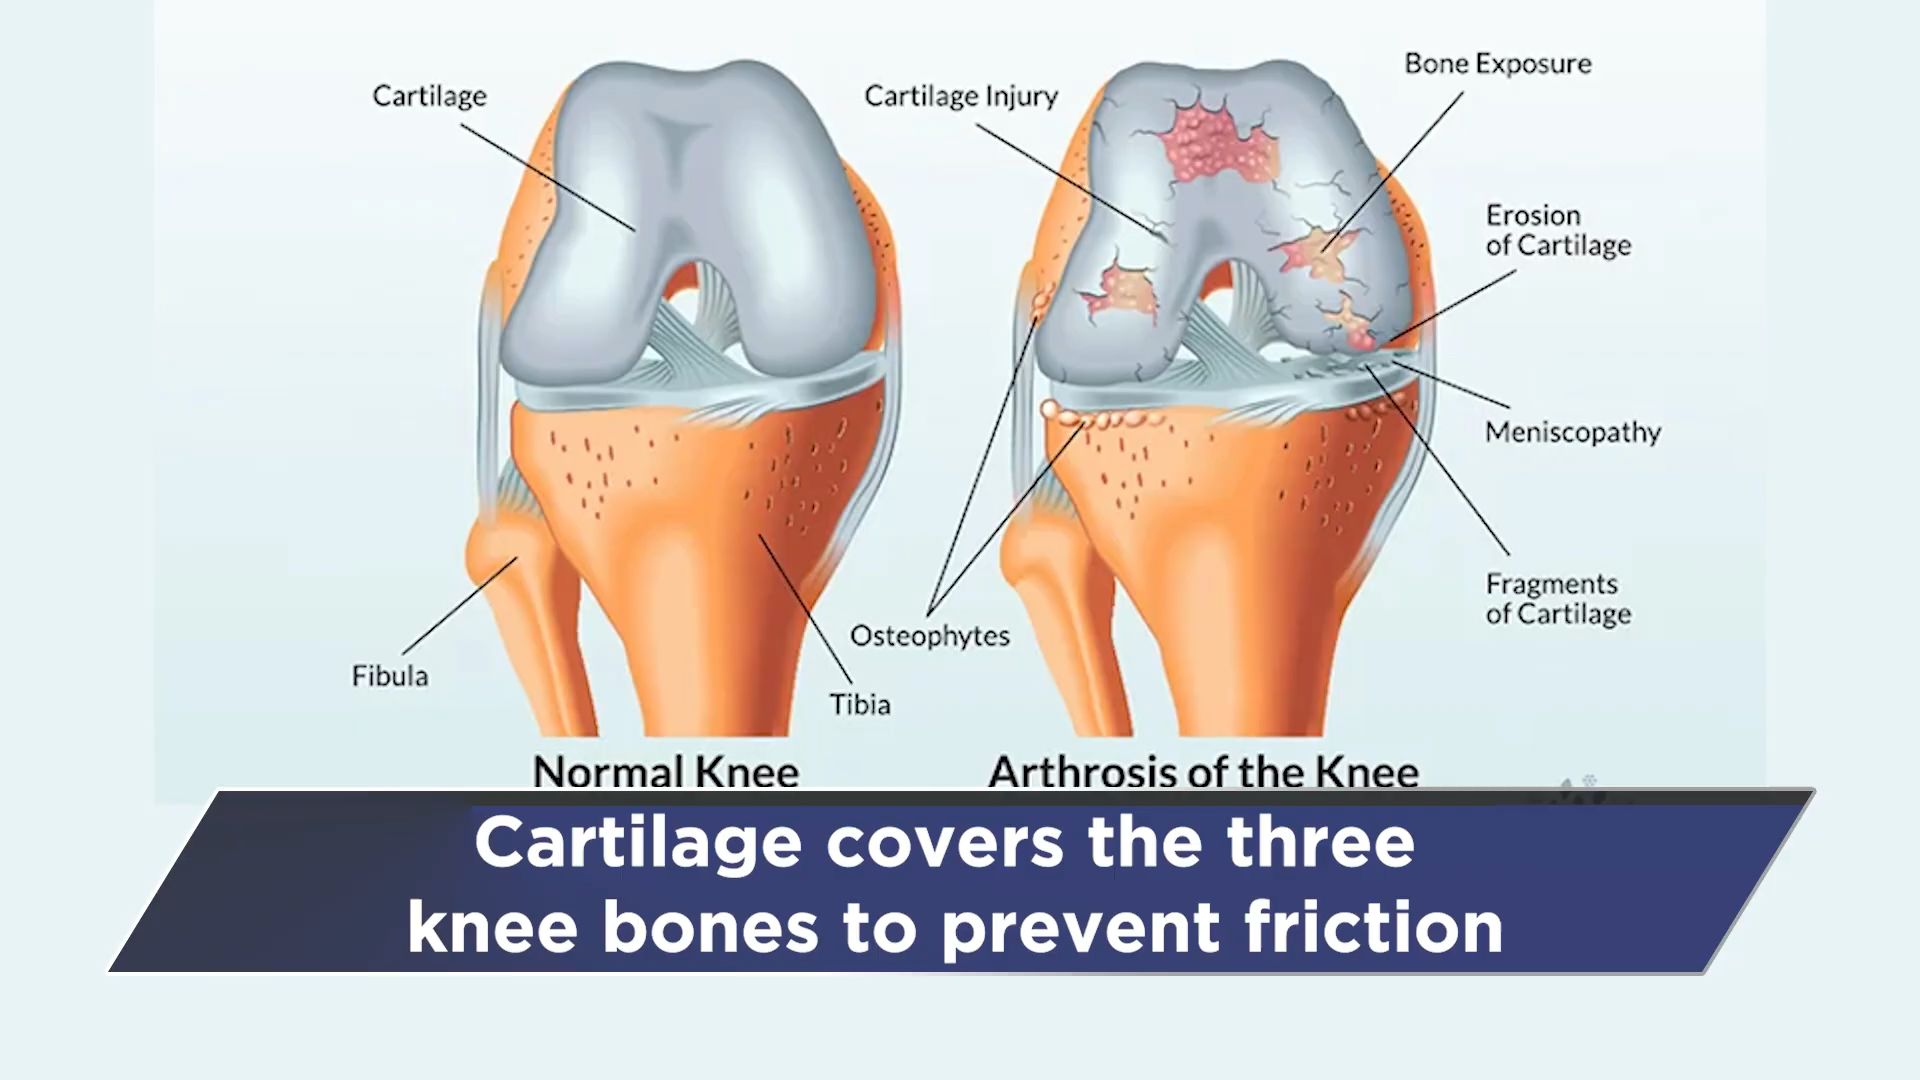 Cartilage
Cartilage Injury
Bone Exposure
Erosion
of Cartilage
Meniscopathy
Fragments
of Cartilage
Osteophytes
Fibula
Tibia
Normal Knee
Arthrosis of the Knee
Cartilage covers the three
knee bones to prevent friction